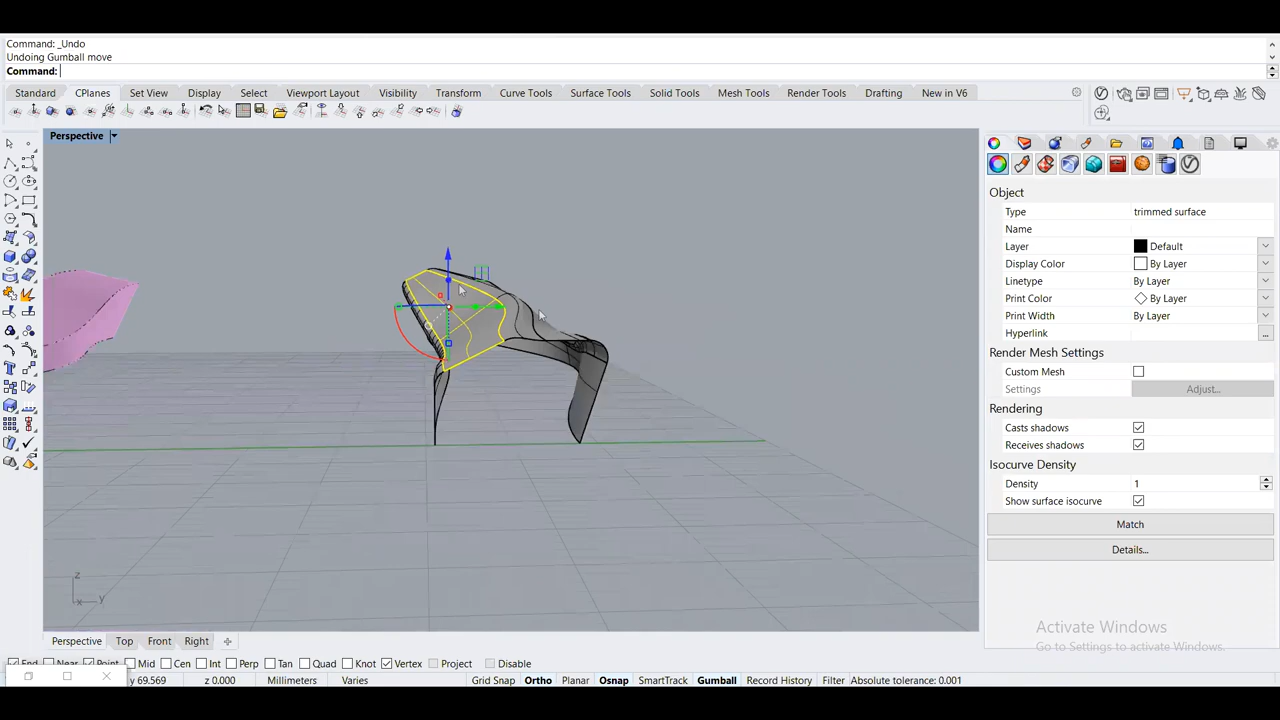 Command: _Undo
Undoing Gumball move
Command:
Standard CPlanes Set View Display Select Viewport Layout Visibility Transform Curve Tools Surface Tools Solid Tools Mesh Tools Render Tools Drafting New in V6
Perspective
Object
Type trimmed surface
Name
Layer Default
Display Color By Layer
Linetype By Layer
Print Color By Layer
Print Width By Layer
Hyperlink ...
Render Mesh Settings
Custom Mesh
Settings Adjust...
Rendering
Casts shadows
Receives shadows
Isocurve Density
Density 1
Show surface isocurve
Match
Details...
z
x y
Activate Windows
Go to Settings to activate Windows.
Perspective Top Front Right
End Near Point Mid Cen Int Perp Tan Quad Knot Vertex Project Disable
y 69.569 z 0.000 Millimeters Varies Grid Snap Ortho Planar Osnap SmartTrack Gumball Record History Filter Absolute tolerance: 0.001